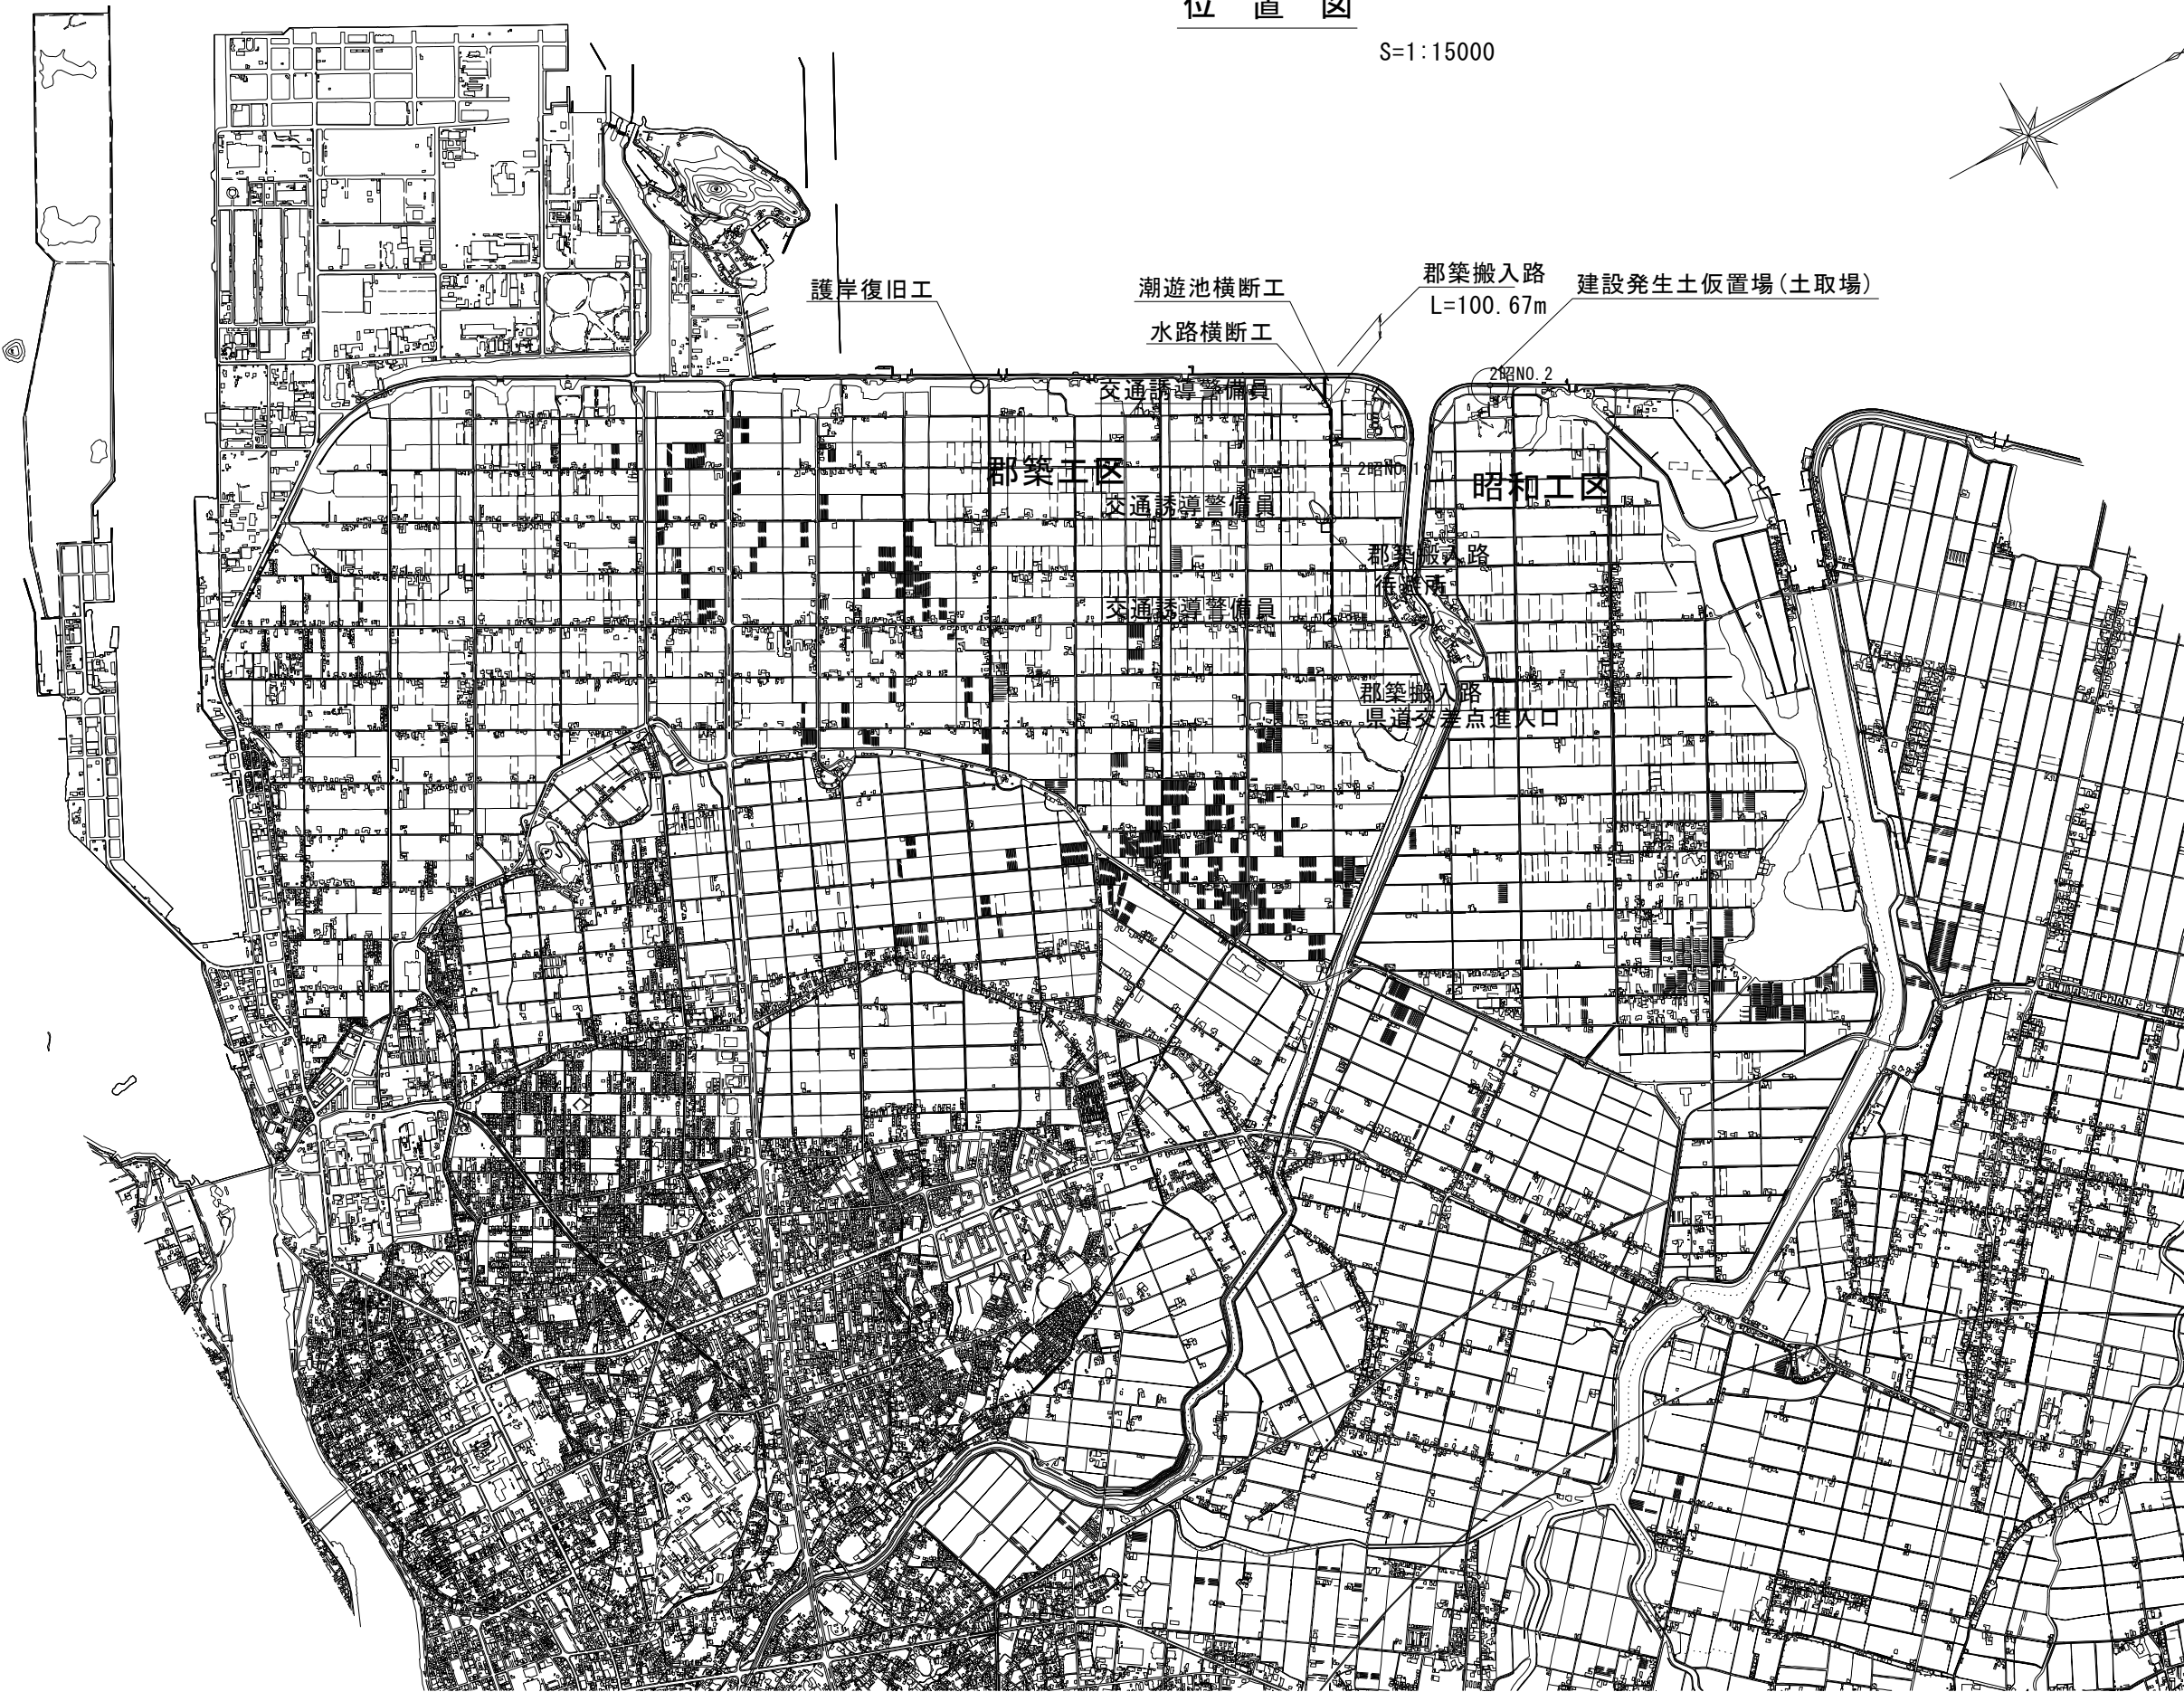 位置図
S=1:15000
護岸復旧工
潮遊池横断工
水路横断工
郡築搬入路
L=100.67m
建設発生土仮置場(土取場)
2昭NO.2
交通誘導警備員
郡築工区
2昭NO.1
昭和工区
交通誘導警備員
郡築搬入路
待避所
交通誘導警備員
郡築搬入路
県道交差点進入口